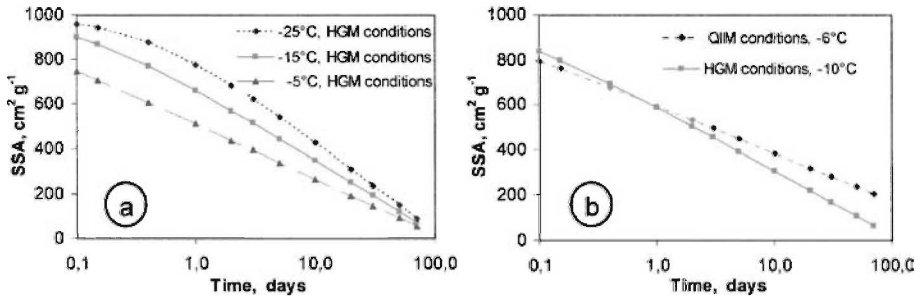 1000
800
600
400
200
0
SSA, cm² g⁻¹
-25°C, HGM conditions
-15°C, HGM conditions
-5°C, HGM conditions
a
0,1
1,0
10,0
100,0
Time, days
1000
800
600
400
200
0
SSA, cm² g⁻¹
QIIM conditions, -6°C
HGM conditions, -10°C
b
0,1
1,0
10,0
100,0
Time, days